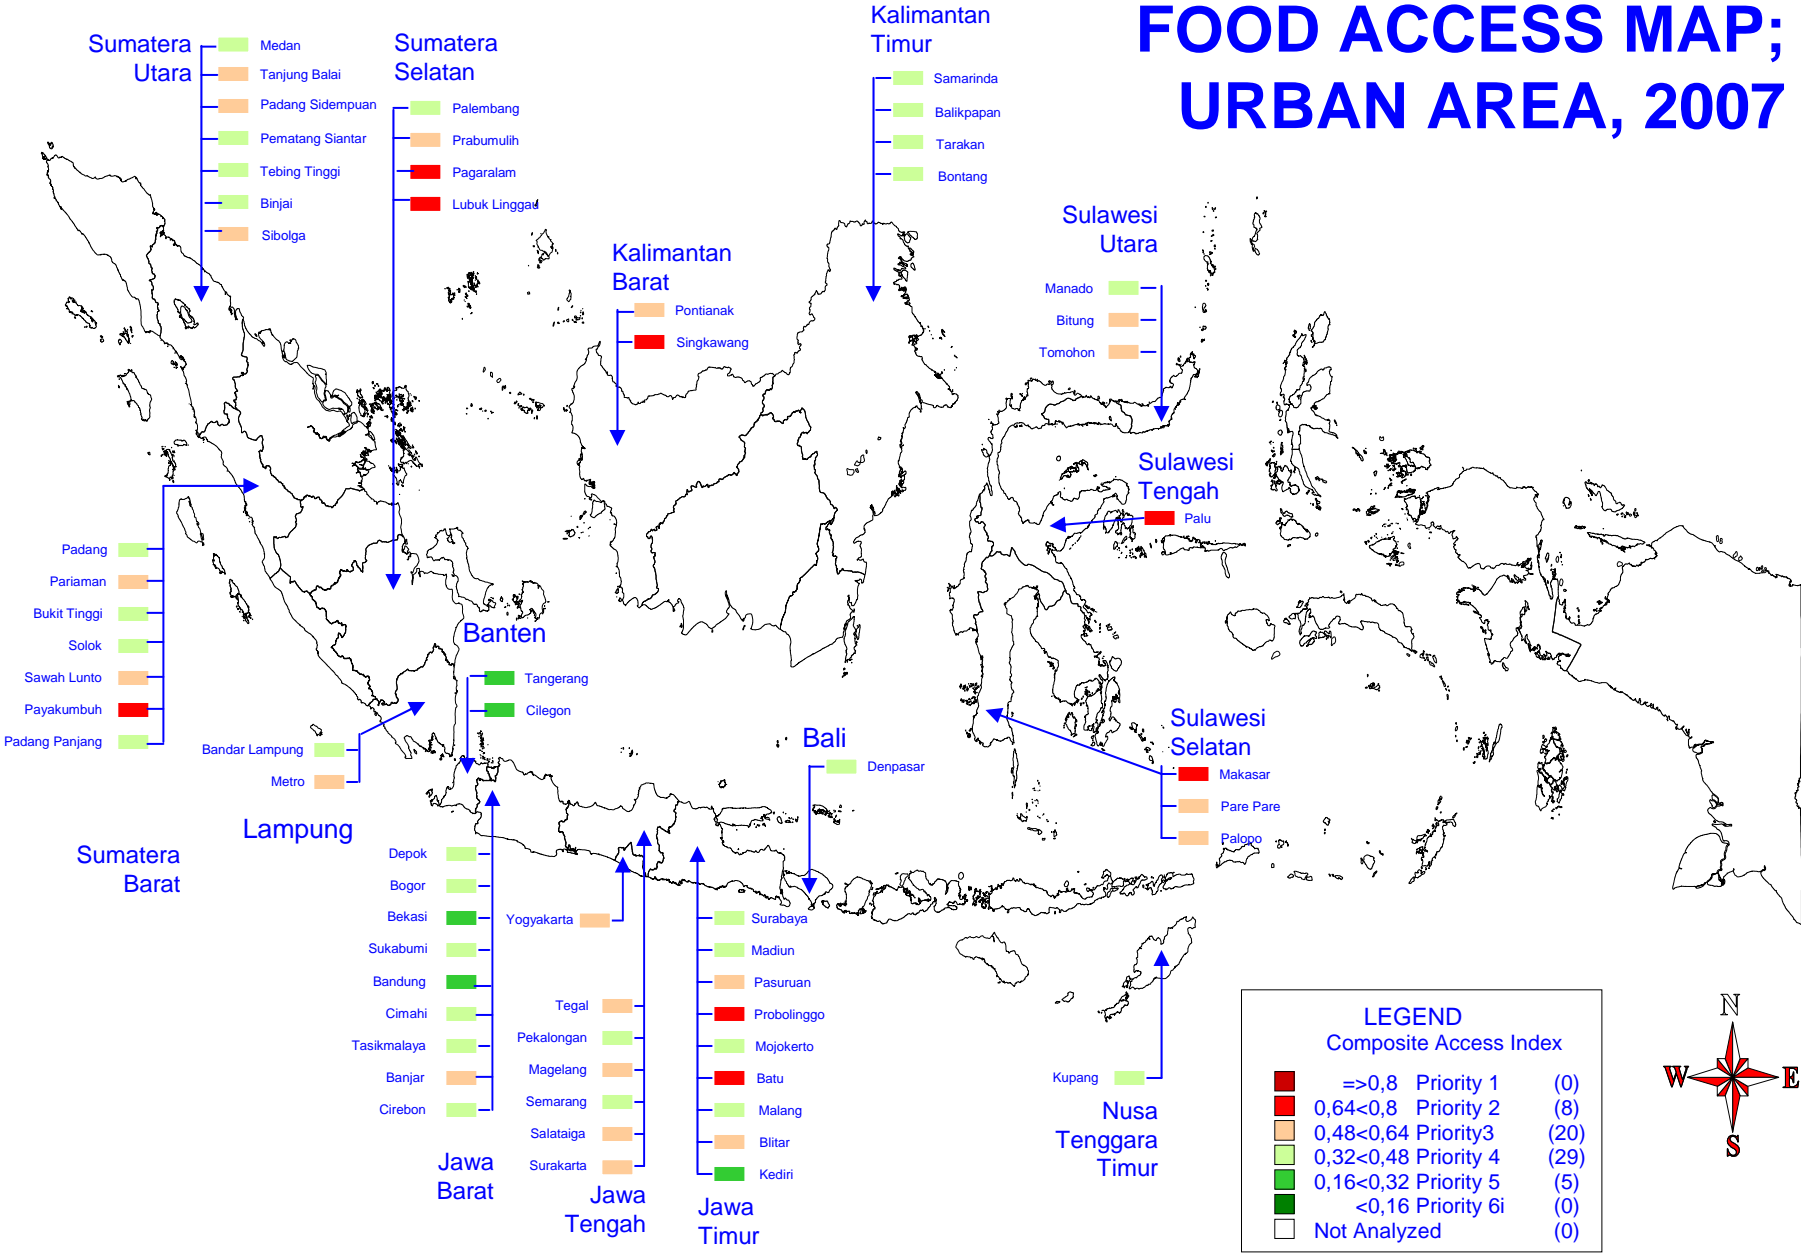 FOOD ACCESS MAP;
URBAN AREA, 2007
Sumatera
Utara
Medan
Tanjung Balai
Padang Sidempuan
Pematang Siantar
Tebing Tinggi
Binjai
Sibolga
Sumatera
Selatan
Palembang
Prabumulih
Pagaralam
Lubuk Linggau
Kalimantan
Timur
Samarinda
Balikpapan
Tarakan
Bontang
Kalimantan
Barat
Pontianak
Singkawang
Sulawesi
Utara
Manado
Bitung
Tomohon
Sulawesi
Tengah
Palu
Padang
Pariaman
Bukit Tinggi
Solok
Sawah Lunto
Payakumbuh
Padang Panjang
Sumatera
Barat
Banten
Tangerang
Cilegon
Bandar Lampung
Metro
Lampung
Bali
Denpasar
Sulawesi
Selatan
Makasar
Pare Pare
Palopo
Depok
Bogor
Bekasi
Sukabumi
Bandung
Cimahi
Tasikmalaya
Banjar
Cirebon
Jawa
Barat
Yogyakarta
Tegal
Pekalongan
Magelang
Semarang
Salataiga
Surakarta
Jawa
Tengah
Surabaya
Madiun
Pasuruan
Probolinggo
Mojokerto
Batu
Malang
Blitar
Kediri
Jawa
Timur
Kupang
Nusa
Tenggara
Timur
LEGEND
Composite Access Index
=>0,8 Priority 1 (0)
0,64<0,8 Priority 2 (8)
0,48<0,64 Priority3 (20)
0,32<0,48 Priority 4 (29)
0,16<0,32 Priority 5 (5)
<0,16 Priority 6i (0)
Not Analyzed (0)
N
W E
S